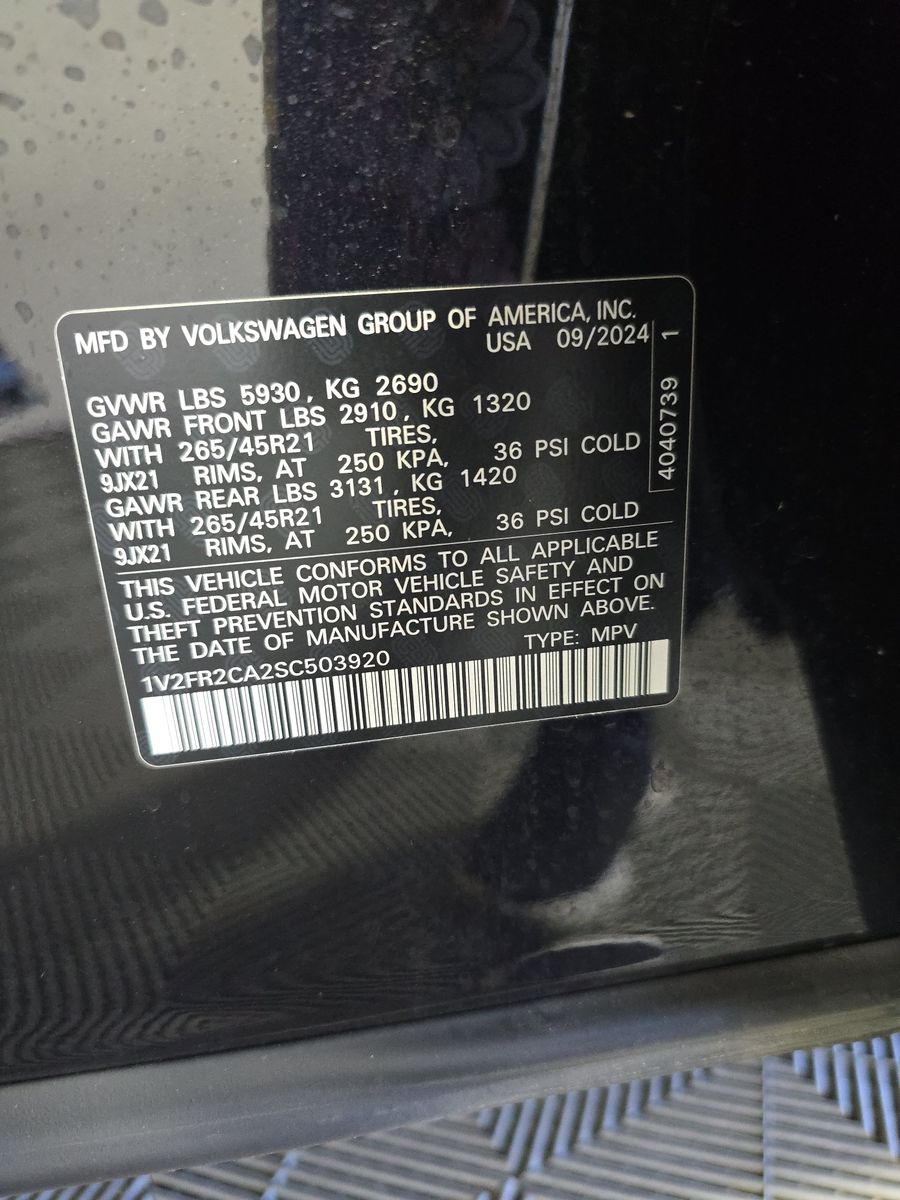 MFD BY VOLKSWAGEN GROUP OF AMERICA, INC.
USA 09/2024
GVWR LBS 5930, KG 2690
GAWR FRONT LBS 2910, KG 1320
WITH 265/45R21 TIRES,
9JX21 RIMS, AT 250 KPA, 36 PSI COLD
GAWR REAR LBS 3131, KG 1420
WITH 265/45R21 TIRES,
9JX21 RIMS, AT 250 KPA, 36 PSI COLD
THIS VEHICLE CONFORMS TO ALL APPLICABLE
U.S. FEDERAL MOTOR VEHICLE SAFETY AND
THEFT PREVENTION STANDARDS IN EFFECT ON
THE DATE OF MANUFACTURE SHOWN ABOVE.
1V2FR2CA2SC503920 TYPE: MPV
4040739 1